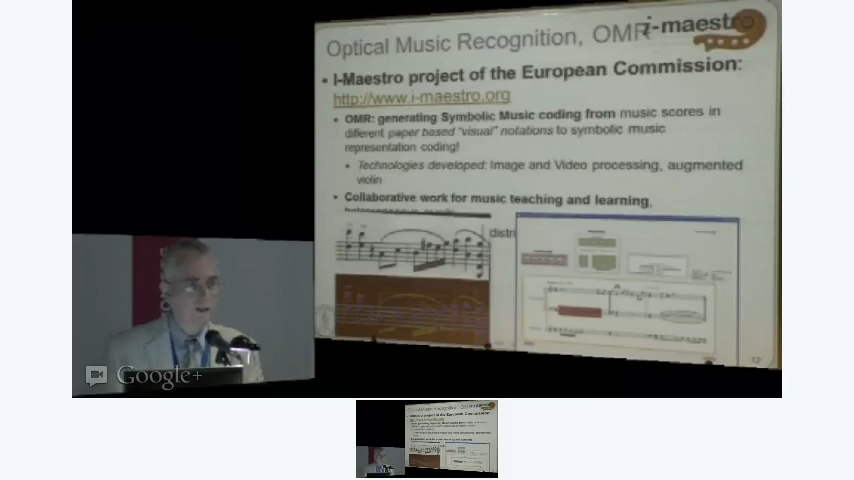 Optical Music Recognition, OMR
i-maestro
• I-Maestro project of the European Commission:
http://www.i-maestro.org
• OMR: generating Symbolic Music coding from music scores in
different paper based "visual" notations to symbolic music
representation coding!
• Technologies developed: Image and Video processing, augmented
violin
• Collaborative work for music teaching and learning,
distri
Google+